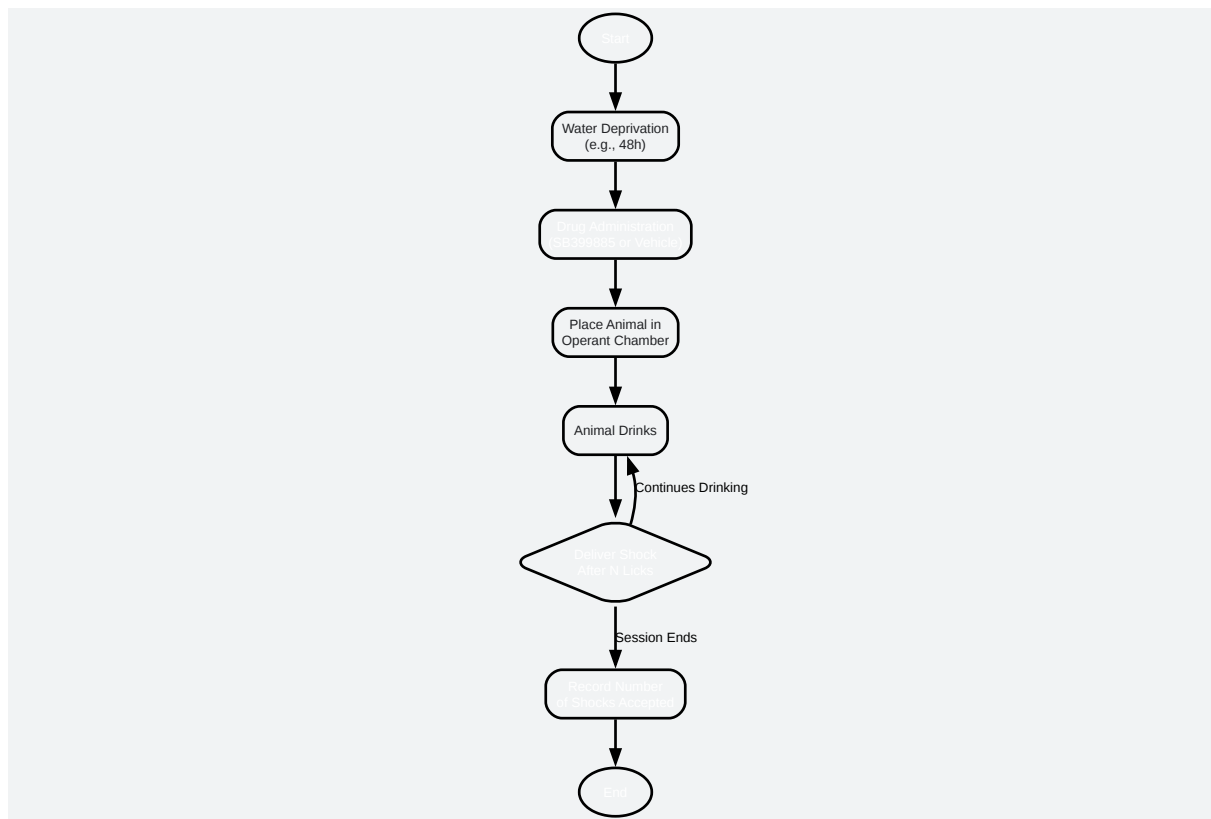 Start
Water Deprivation
(e.g., 48h)
Drug Administration
(SB399885 or Vehicle)
Place Animal in
Operant Chamber
Animal Drinks
Continues Drinking
Deliver Shock
After N Licks
Session Ends
Record Number
of Shocks Accepted
End